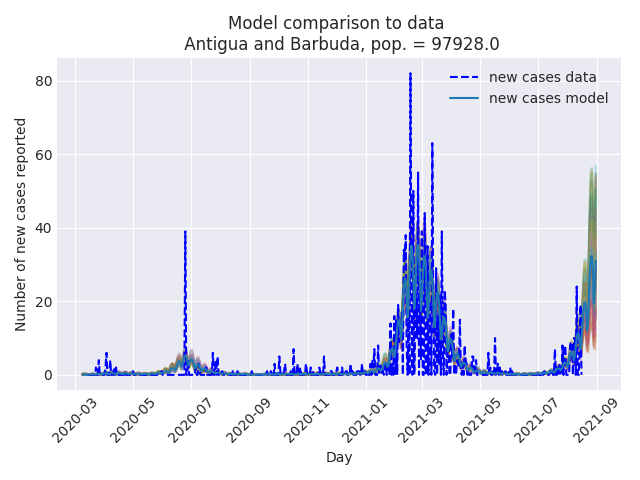 Model comparison to data
Antigua and Barbuda, pop. = 97928.0
new cases data
new cases model
Number of new cases reported
80
60
40
20
0
2020-03
2020-05
2020-07
2020-09
2020-11
2021-01
2021-03
2021-05
2021-07
2021-09
Day